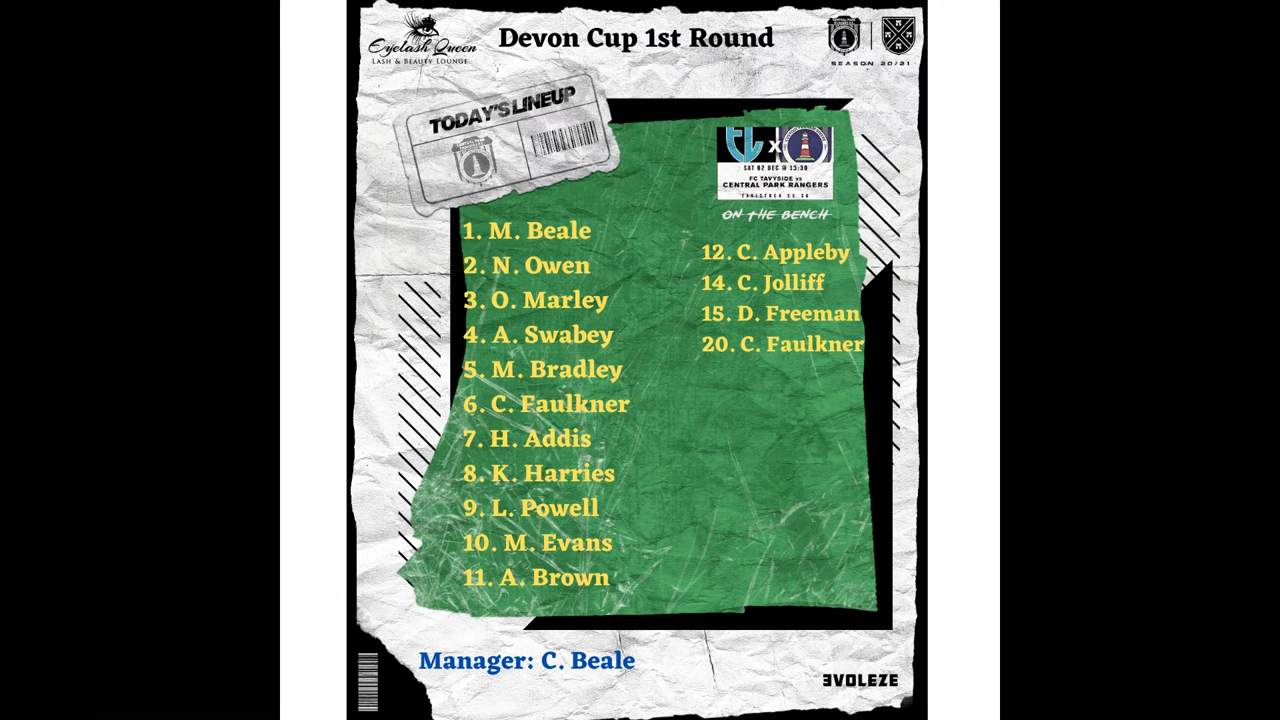 Eyelash Queen
LASH & BEAUTY LOUNGE
Devon Cup 1st Round
SEASON 20/21
TODAY'S LINEUP
X
SAT 02 DEC @ 13:30
FC TAVYSIDE vs
CENTRAL PARK RANGERS
ON THE BENCH
1. M. Beale
2. N. Owen
3. O. Marley
4. A. Swabey
5. M. Bradley
6. C. Faulkner
7. H. Addis
8. K. Harries
9. L. Powell
10. M. Evans
11. A. Brown
12. C. Appleby
14. C. Jolliff
15. D. Freeman
20. C. Faulkner
Manager: C. Beale
ƎVOLEZE